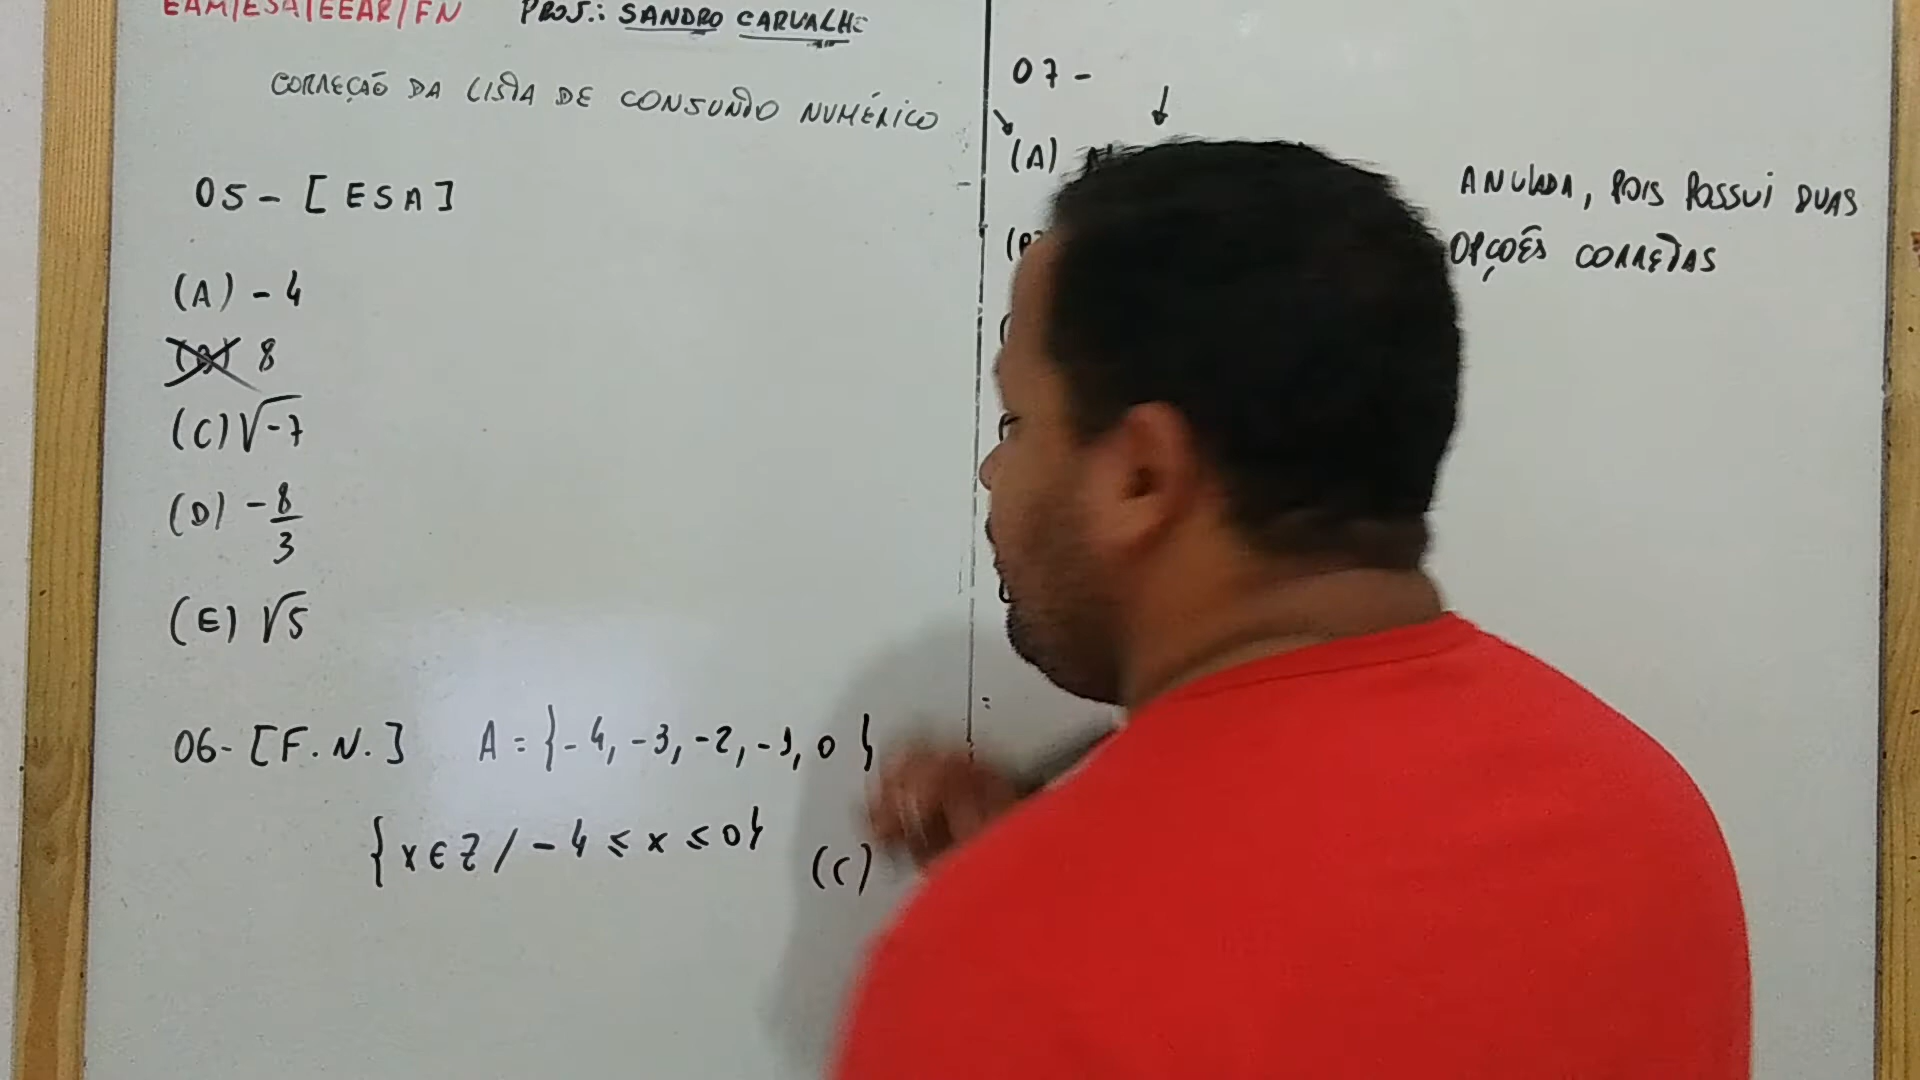 EAM/ESA/EEAR/FN PROF.: SANDRO CARVALHO
CORREÇÃO DA LISTA DE CONJUNTO NUMÉRICO
05 - [ESA]
(A) - 4
(B) 8
(C) √-7
(D) - 8/3
(E) √5
06- [F.N.] A = {-4, -3, -2, -1, 0}
{x ∈ Z / -4 ≤ x ≤ 0} (C)
07 -
(A)
ANULADA, POIS POSSUI DUAS
OPÇÕES CORRETAS